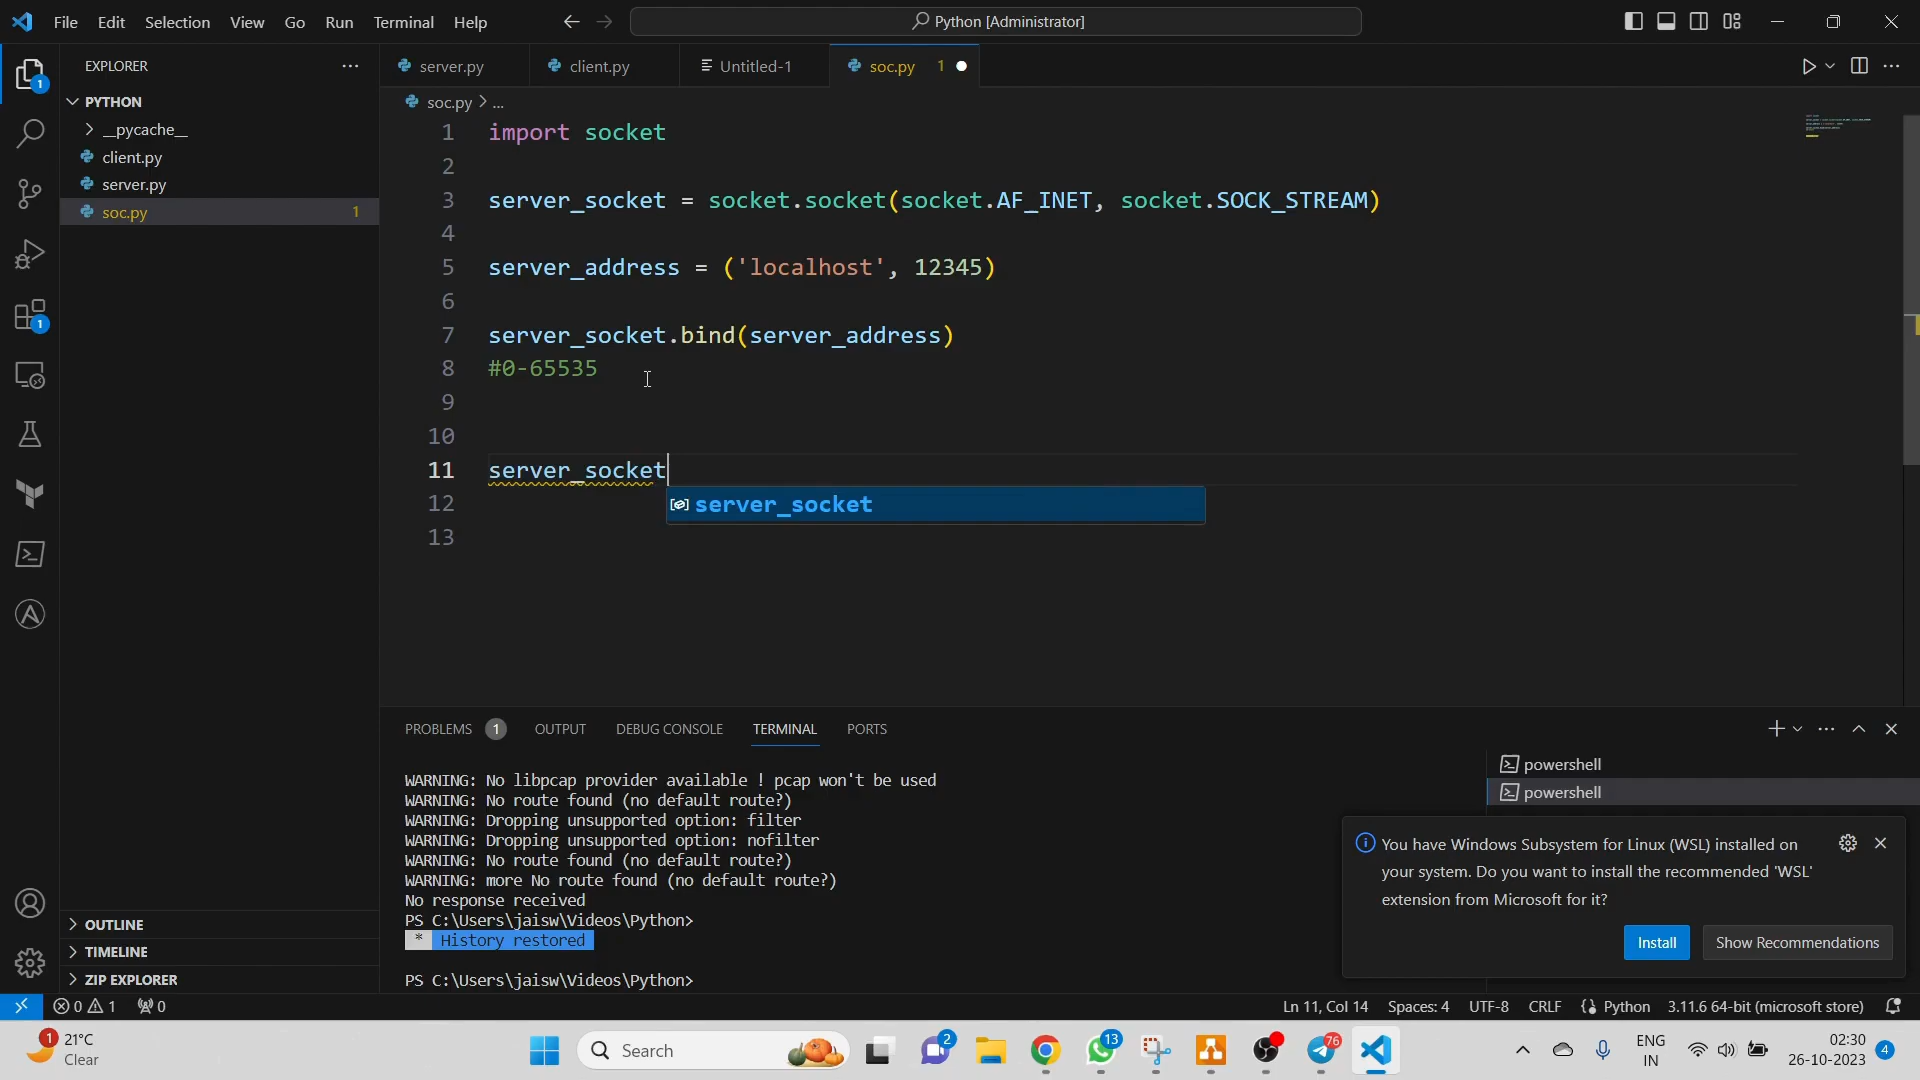 File Edit Selection View Go Run Terminal Help
Python [Administrator]
EXPLORER
server.py
client.py
Untitled-1
soc.py 1
1
PYTHON
soc.py > ...
__pycache__
client.py
server.py
soc.py 1
1 import socket
2
3 server_socket = socket.socket(socket.AF_INET, socket.SOCK_STREAM)
4
5 server_address = ('localhost', 12345)
6
7 server_socket.bind(server_address)
8 #0-65535
9
10
11 server_socket
12
server_socket
13
1
PROBLEMS 1 OUTPUT DEBUG CONSOLE TERMINAL PORTS
WARNING: No libpcap provider available ! pcap won't be used
WARNING: No route found (no default route?)
WARNING: Dropping unsupported option: filter
WARNING: Dropping unsupported option: nofilter
WARNING: No route found (no default route?)
WARNING: more No route found (no default route?)
No response received
PS C:\Users\jaisw\Videos\Python>
* History restored
PS C:\Users\jaisw\Videos\Python>
powershell
powershell
You have Windows Subsystem for Linux (WSL) installed on
your system. Do you want to install the recommended 'WSL'
extension from Microsoft for it?
Install Show Recommendations
OUTLINE
TIMELINE
ZIP EXPLORER
0 1 0
Ln 11, Col 14 Spaces: 4 UTF-8 CRLF Python 3.11.6 64-bit (microsoft store)
1
21°C
Clear
Search
2
13
76
ENG
IN
02:30
26-10-2023
4